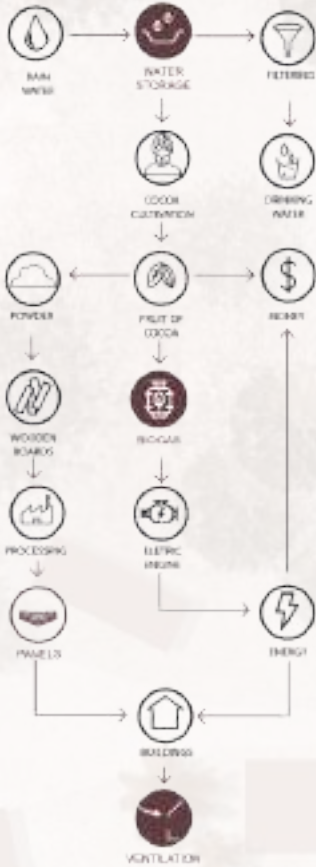 RAIN
WATER
WATER
STORAGE
FILTERING
COCOA
CULTIVATION
DRINKING
WATER
POWDER
FRUIT OF
COCOA
$
MONEY
WOODEN
BOARDS
BIOGAS
PROCESSING
ELETRIC
ENGINE
PANELS
ENERGY
BUILDINGS
VENTILATION